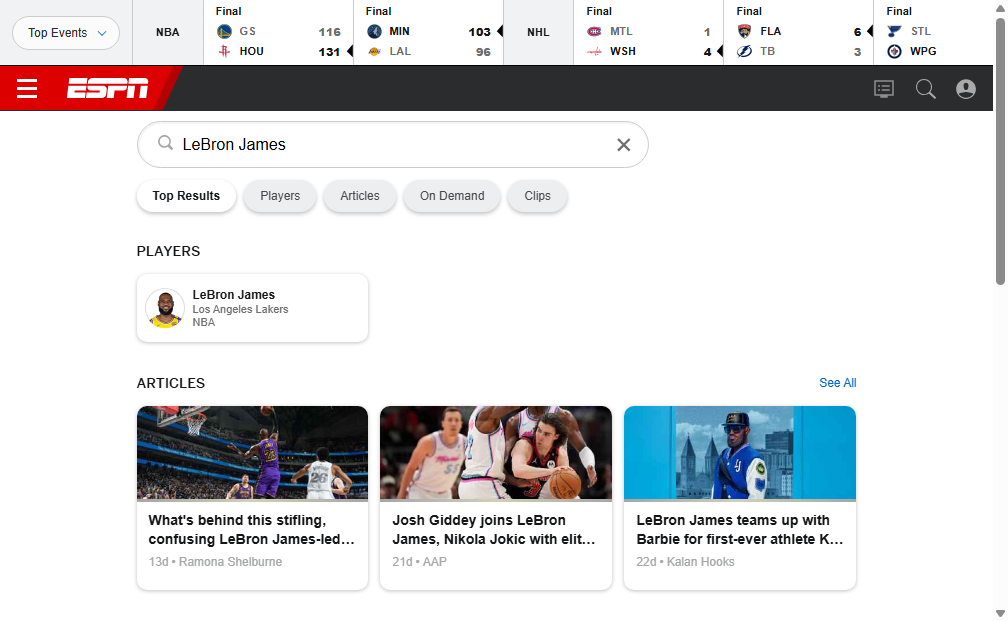 Top Events
NBA
Final
GS 116
HOU 131
Final
MIN 103
LAL 96
NHL
Final
MTL 1
WSH 4
Final
FLA 6
TB 3
Final
STL
WPG
ESPN
LeBron James
Top Results
Players
Articles
On Demand
Clips
PLAYERS
LeBron James
Los Angeles Lakers
NBA
ARTICLES
See All
What's behind this stifling,
confusing LeBron James-led...
13d • Ramona Shelburne
Josh Giddey joins LeBron
James, Nikola Jokic with elit...
21d • AAP
LeBron James teams up with
Barbie for first-ever athlete K...
22d • Kalan Hooks